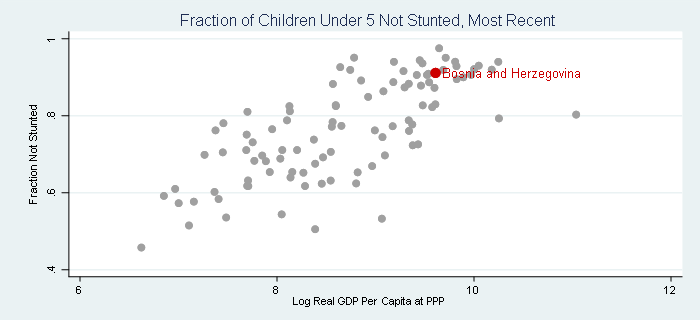 Fraction of Children Under 5 Not Stunted, Most Recent
Fraction Not Stunted
1
.8
.6
.4
Bosnia and Herzegovina
6
8
10
12
Log Real GDP Per Capita at PPP